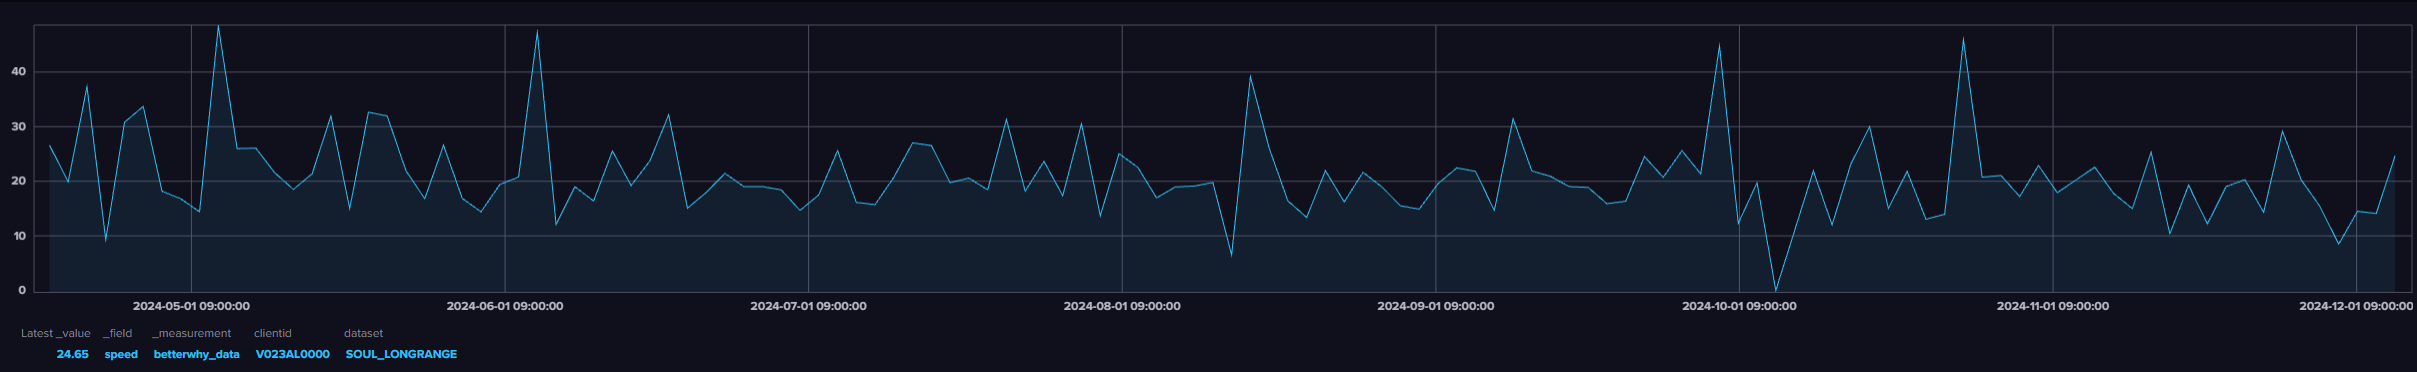 40
30
20
10
0
2024-05-01 09:00:00 2024-06-01 09:00:00 2024-07-01 09:00:00 2024-08-01 09:00:00 2024-09-01 09:00:00 2024-10-01 09:00:00 2024-11-01 09:00:00 2024-12-01 09:00:00
Latest _value _field _measurement clientid dataset
24.65 speed betterwhy_data V023AL0000 SOUL_LONGRANGE